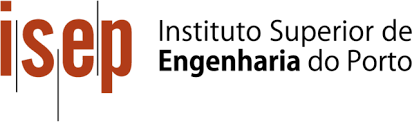 isep
Instituto Superior de
Engenharia do Porto